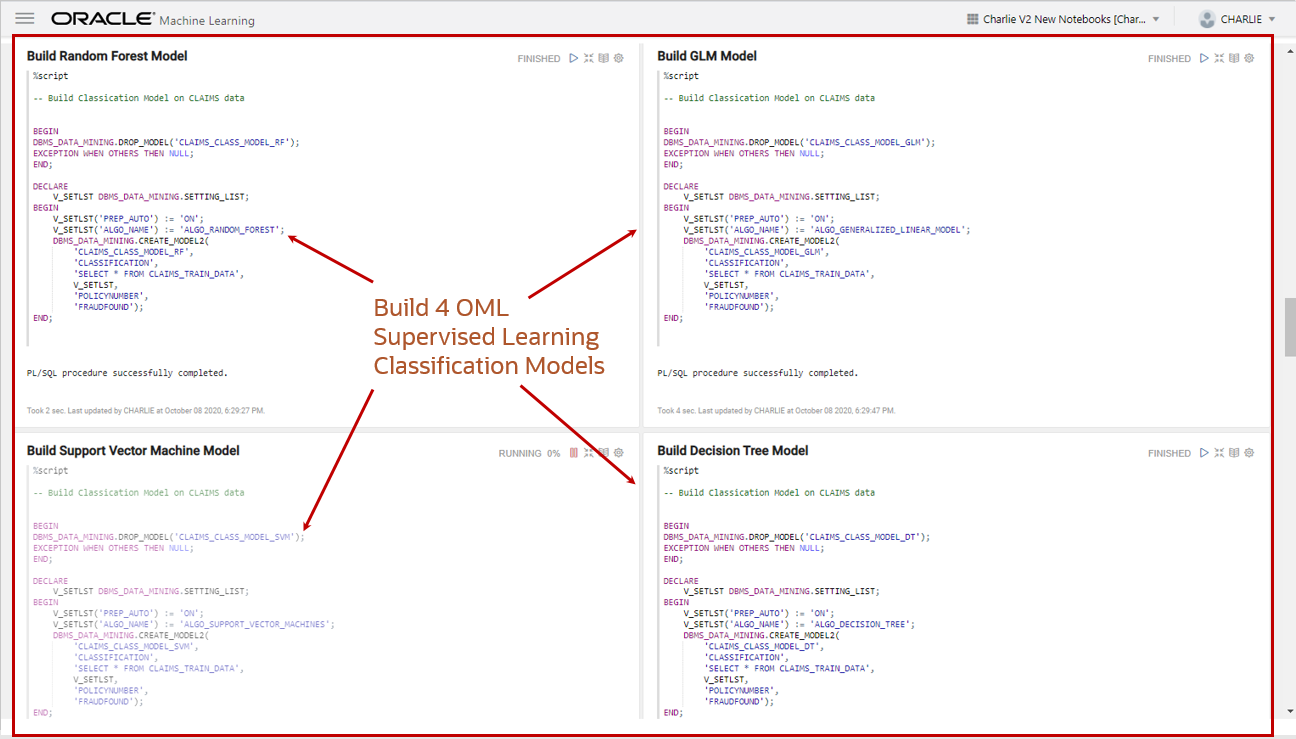 ORACLE® Machine Learning
Charlie V2 New Notebooks [Char...
CHARLIE
Build Random Forest Model
FINISHED
%script
-- Build Classication Model on CLAIMS data
BEGIN
DBMS_DATA_MINING.DROP_MODEL('CLAIMS_CLASS_MODEL_RF');
EXCEPTION WHEN OTHERS THEN NULL;
END;
DECLARE
V_SETLST DBMS_DATA_MINING.SETTING_LIST;
BEGIN
V_SETLST('PREP_AUTO') := 'ON';
V_SETLST('ALGO_NAME') := 'ALGO_RANDOM_FOREST';
DBMS_DATA_MINING.CREATE_MODEL2(
'CLAIMS_CLASS_MODEL_RF',
'CLASSIFICATION',
'SELECT * FROM CLAIMS_TRAIN_DATA',
V_SETLST,
'POLICYNUMBER',
'FRAUDFOUND');
END;
PL/SQL procedure successfully completed.
Took 2 sec. Last updated by CHARLIE at October 08 2020, 6:29:27 PM.
Build GLM Model
FINISHED
%script
-- Build Classication Model on CLAIMS data
BEGIN
DBMS_DATA_MINING.DROP_MODEL('CLAIMS_CLASS_MODEL_GLM');
EXCEPTION WHEN OTHERS THEN NULL;
END;
DECLARE
V_SETLST DBMS_DATA_MINING.SETTING_LIST;
BEGIN
V_SETLST('PREP_AUTO') := 'ON';
V_SETLST('ALGO_NAME') := 'ALGO_GENERALIZED_LINEAR_MODEL';
DBMS_DATA_MINING.CREATE_MODEL2(
'CLAIMS_CLASS_MODEL_GLM',
'CLASSIFICATION',
'SELECT * FROM CLAIMS_TRAIN_DATA',
V_SETLST,
'POLICYNUMBER',
'FRAUDFOUND');
END;
PL/SQL procedure successfully completed.
Took 4 sec. Last updated by CHARLIE at October 08 2020, 6:29:47 PM.
Build 4 OML
Supervised Learning
Classification Models
Build Support Vector Machine Model
RUNNING 0%
%script
-- Build Classication Model on CLAIMS data
BEGIN
DBMS_DATA_MINING.DROP_MODEL('CLAIMS_CLASS_MODEL_SVM');
EXCEPTION WHEN OTHERS THEN NULL;
END;
DECLARE
V_SETLST DBMS_DATA_MINING.SETTING_LIST;
BEGIN
V_SETLST('PREP_AUTO') := 'ON';
V_SETLST('ALGO_NAME') := 'ALGO_SUPPORT_VECTOR_MACHINES';
DBMS_DATA_MINING.CREATE_MODEL2(
'CLAIMS_CLASS_MODEL_SVM',
'CLASSIFICATION',
'SELECT * FROM CLAIMS_TRAIN_DATA',
V_SETLST,
'POLICYNUMBER',
'FRAUDFOUND');
END;
Build Decision Tree Model
FINISHED
%script
-- Build Classication Model on CLAIMS data
BEGIN
DBMS_DATA_MINING.DROP_MODEL('CLAIMS_CLASS_MODEL_DT');
EXCEPTION WHEN OTHERS THEN NULL;
END;
DECLARE
V_SETLST DBMS_DATA_MINING.SETTING_LIST;
BEGIN
V_SETLST('PREP_AUTO') := 'ON';
V_SETLST('ALGO_NAME') := 'ALGO_DECISION_TREE';
DBMS_DATA_MINING.CREATE_MODEL2(
'CLAIMS_CLASS_MODEL_DT',
'CLASSIFICATION',
'SELECT * FROM CLAIMS_TRAIN_DATA',
V_SETLST,
'POLICYNUMBER',
'FRAUDFOUND');
END;